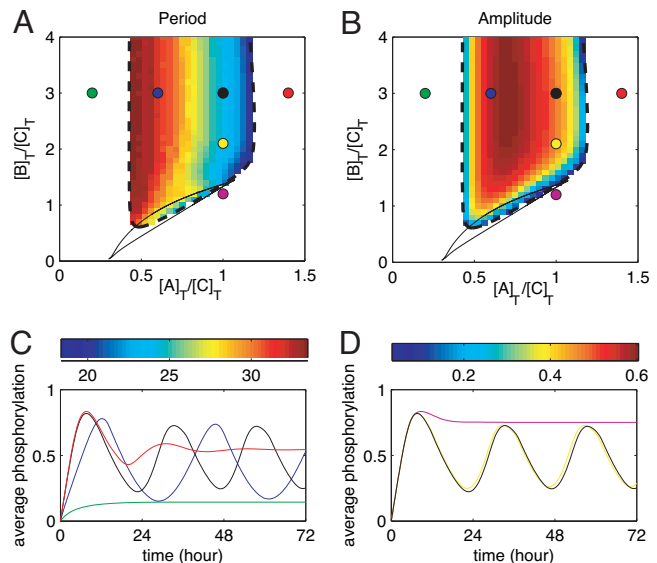 A Period
B Amplitude
[B]T/[C]T
4
3
2
1
0
0 0.5 1 1.5
[A]T/[C]T
[B]T/[C]T
4
3
2
1
0
0 0.5 1 1.5
[A]T/[C]T
C
20 25 30
average phosphorylation
1
0.5
0
0 24 48 72
time (hour)
D
0.2 0.4 0.6
average phosphorylation
1
0.5
0
0 24 48 72
time (hour)